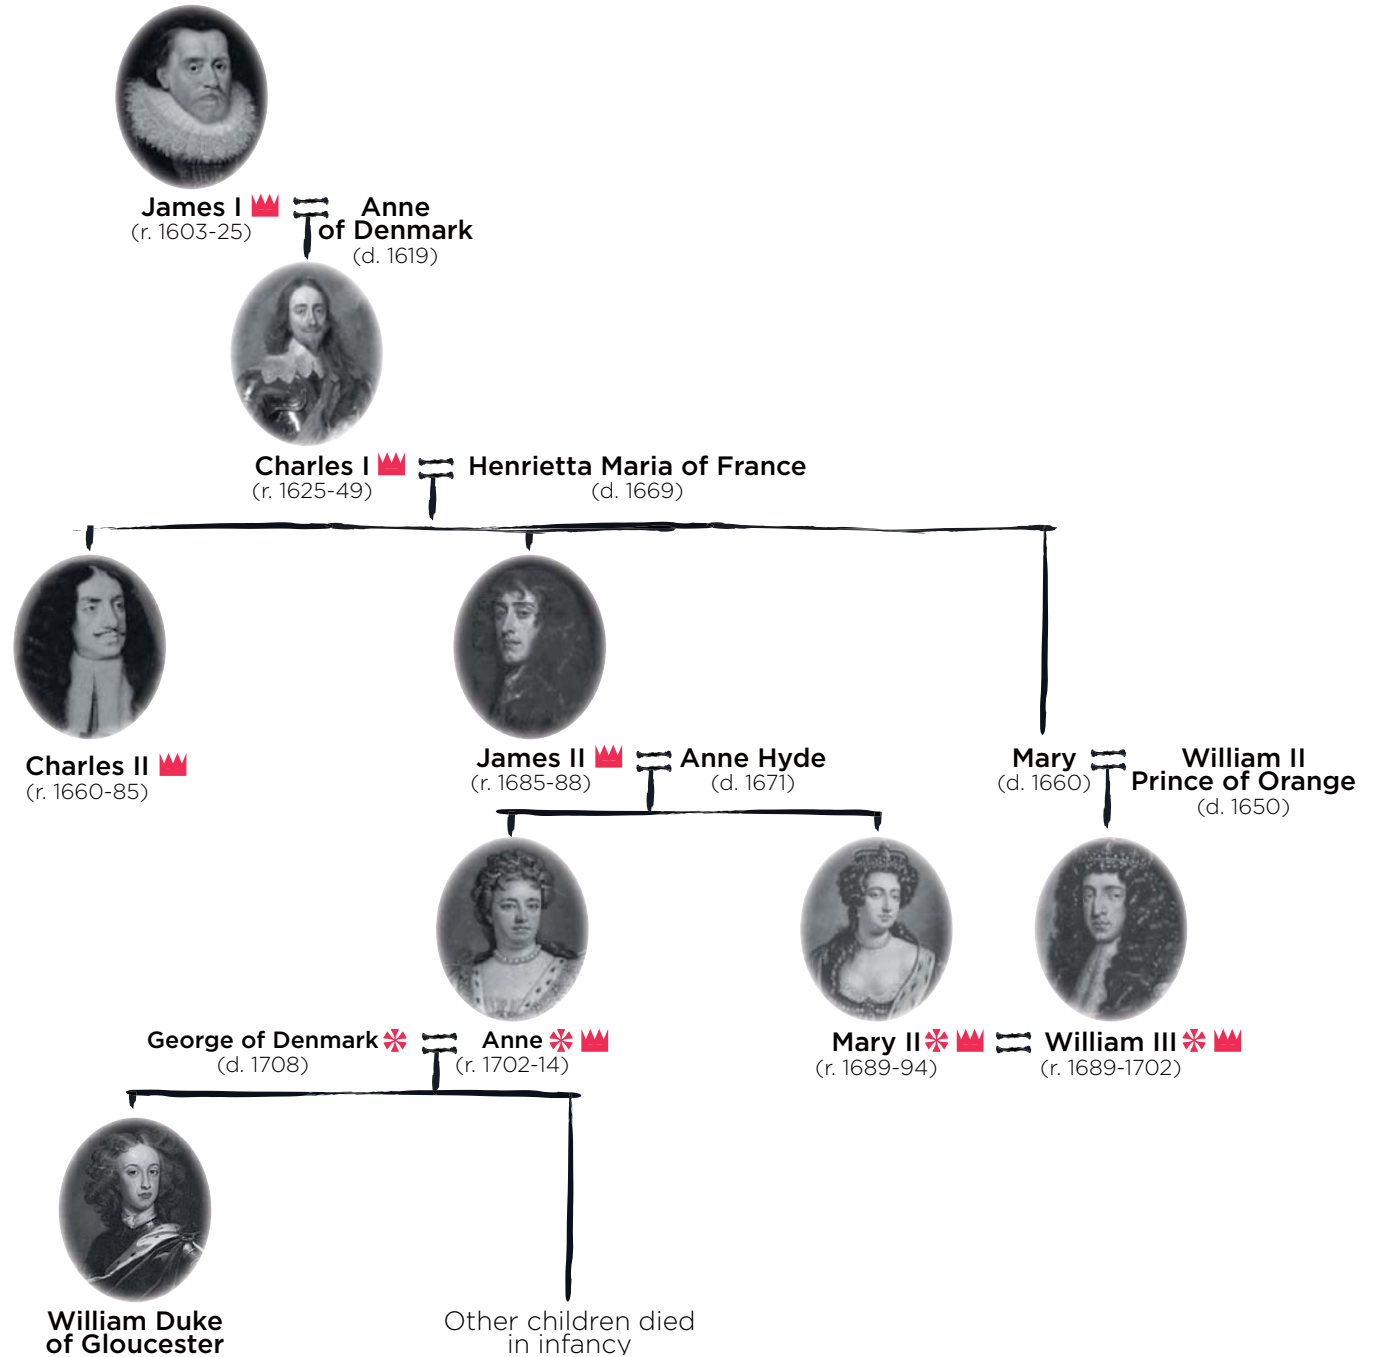 James I
(r. 1603-25)
Anne
of Denmark
(d. 1619)
Charles I
(r. 1625-49)
Henrietta Maria of France
(d. 1669)
Charles II
(r. 1660-85)
James II
(r. 1685-88)
Anne Hyde
(d. 1671)
Mary
(d. 1660)
William II
Prince of Orange
(d. 1650)
George of Denmark
(d. 1708)
Anne
(r. 1702-14)
Mary II
(r. 1689-94)
William III
(r. 1689-1702)
William Duke
of Gloucester
Other children died
in infancy